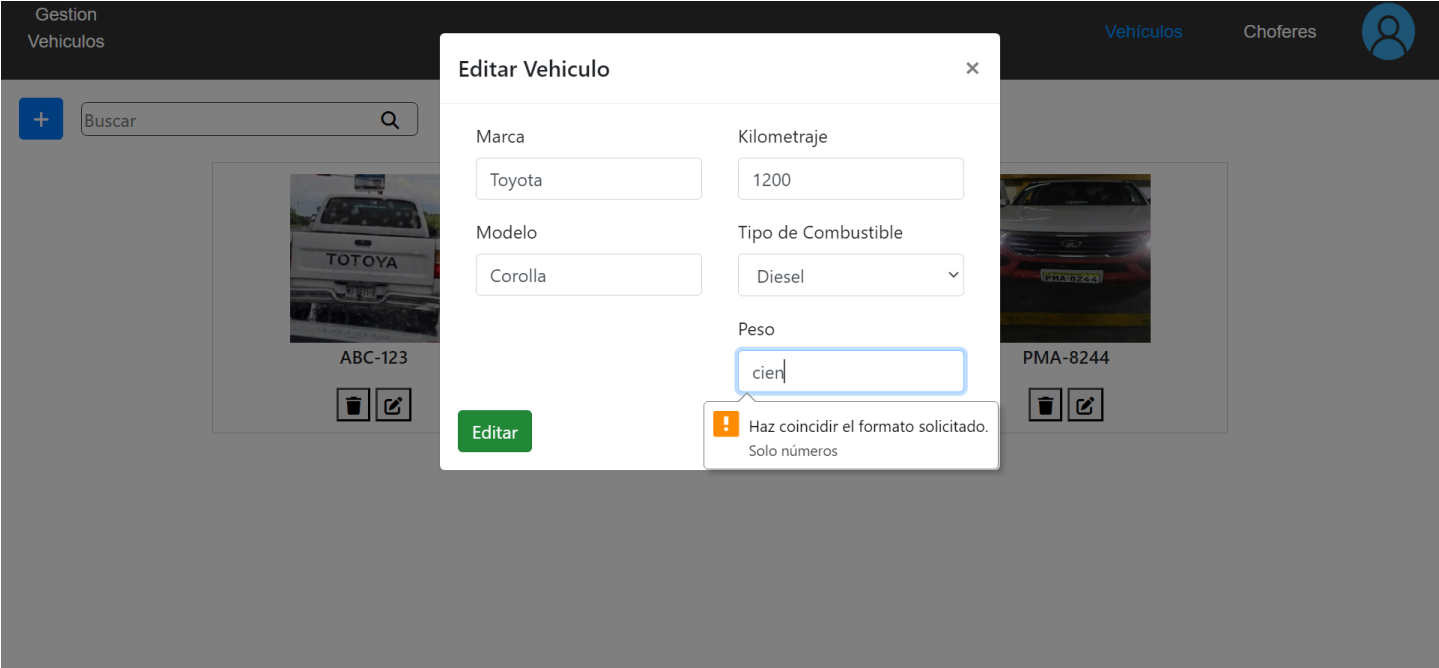 Gestion
Vehiculos
Vehículos
Choferes
Editar Vehiculo
×
+
Buscar
Marca
Kilometraje
Toyota
1200
Modelo
Tipo de Combustible
Corolla
Diesel
Peso
cien
Haz coincidir el formato solicitado.
Solo números
Editar
TOTOYA
ABC-123
PMA-8244
PMA-8244